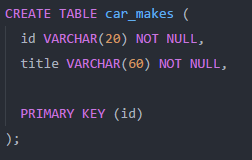 CREATE TABLE car_makes (
  id VARCHAR(20) NOT NULL,
  title VARCHAR(60) NOT NULL,

  PRIMARY KEY (id)
);